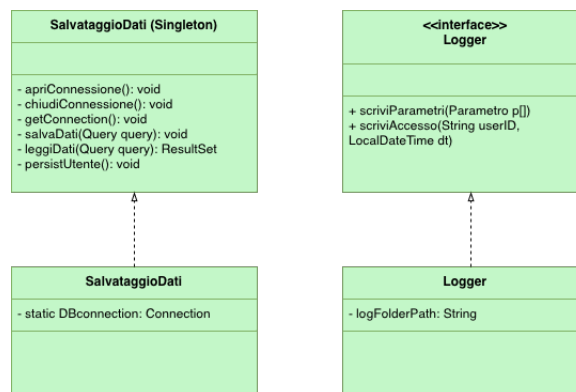 SalvataggioDati (Singleton)
- apriConnessione(): void
- chiudiConnessione(): void
- getConnection(): void
- salvaDati(Query query): void
- leggiDati(Query query): ResultSet
- persistUtente(): void
<<interface>>
Logger
+ scriviParametri(Parametro p[])
+ scriviAccesso(String userID,
LocalDateTime dt)
SalvataggioDati
- static DBconnection: Connection
Logger
- logFolderPath: String